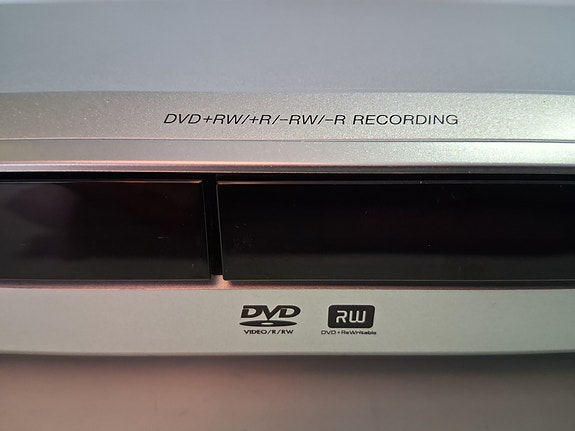 DVD+RW/+R/-RW/-R RECORDING
DVD
VIDEO/R/RW
RW
DVD+ReWritable